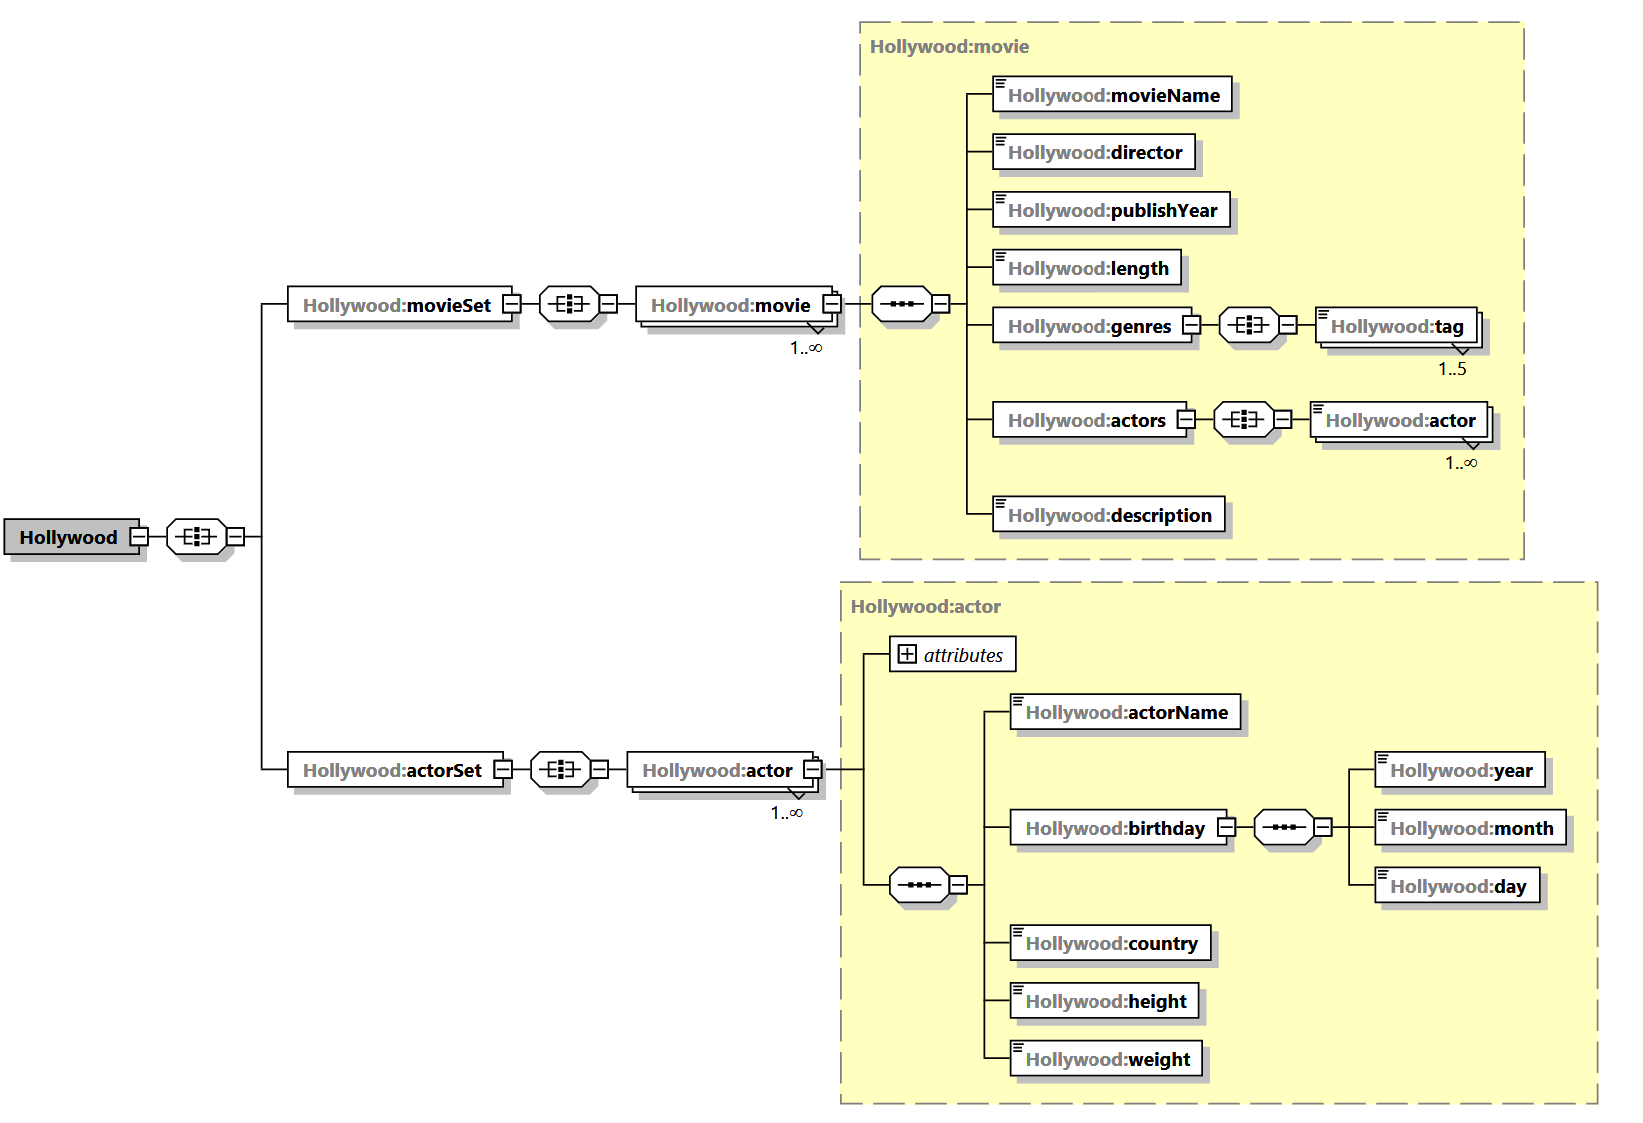 Hollywood:movie
Hollywood:movieName
Hollywood:director
Hollywood:publishYear
Hollywood:length
Hollywood:movieSet
Hollywood:movie
1..∞
Hollywood:genres
Hollywood:tag
1..5
Hollywood:actors
Hollywood:actor
1..∞
Hollywood:description
Hollywood
Hollywood:actor
attributes
Hollywood:actorName
Hollywood:actorSet
Hollywood:actor
1..∞
Hollywood:year
Hollywood:birthday
Hollywood:month
Hollywood:day
Hollywood:country
Hollywood:height
Hollywood:weight